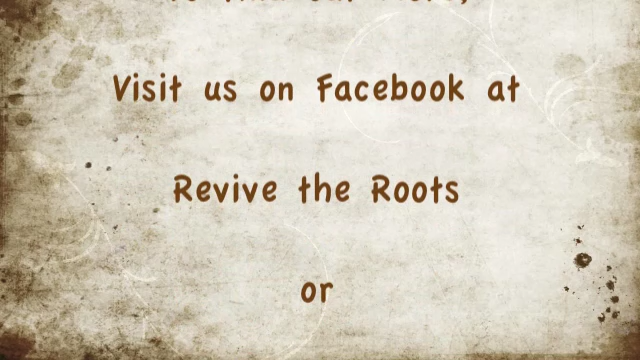 Visit us on Facebook at
Revive the Roots
or